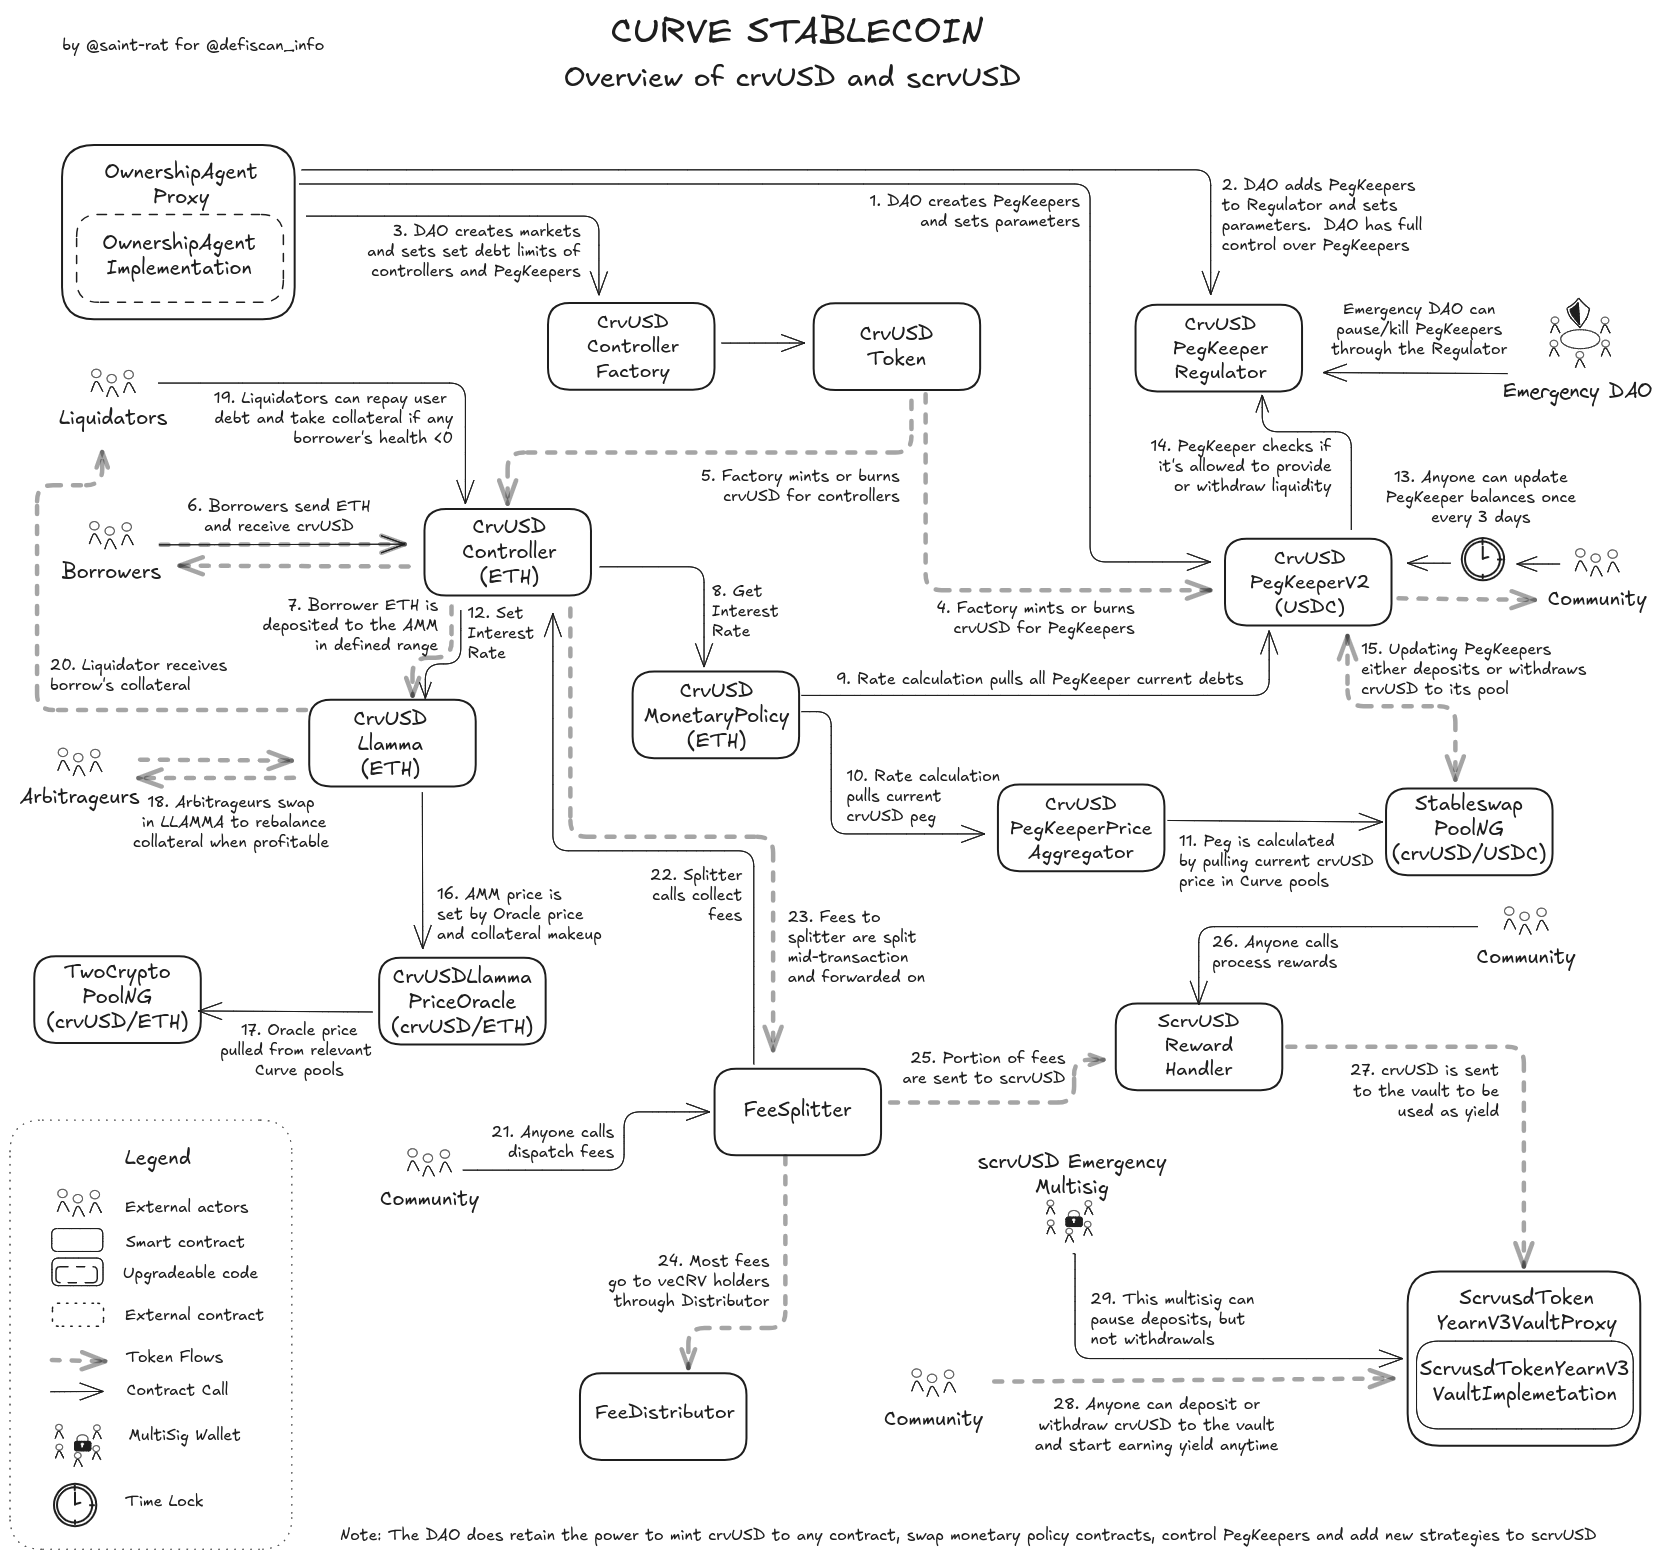 CURVE STABLECOIN
by @saint-rat for @defiscan_info
Overview of crvUSD and scrvUSD
OwnershipAgent
Proxy
OwnershipAgent
Implementation
1. DAO creates PegKeepers
and sets parameters
2. DAO adds PegKeepers
to Regulator and sets
parameters. DAO has full
control over PegKeepers
3. DAO creates markets
and sets set debt limits of
controllers and PegKeepers
CrvUSD
Controller
Factory
CrvUSD
Token
CrvUSD
PegKeeper
Regulator
Emergency DAO can
pause/kill PegKeepers
through the Regulator
Emergency DAO
Liquidators
19. Liquidators can repay user
debt and take collateral if any
borrower's health <0
5. Factory mints or burns
crvUSD for controllers
14. PegKeeper checks if
it's allowed to provide
or withdraw liquidity
13. Anyone can update
PegKeeper balances once
every 3 days
6. Borrowers send ETH
and receive crvUSD
Borrowers
CrvUSD
Controller
(ETH)
CrvUSD
PegKeeperV2
(USDC)
Community
7. Borrower ETH is
deposited to the AMM
in defined range
12. Set
Interest
Rate
8. Get
Interest
Rate
4. Factory mints or burns
crvUSD for PegKeepers
20. Liquidator receives
borrow's collateral
9. Rate calculation pulls all PegKeeper current debts
15. Updating PegKeepers
either deposits or withdraws
crvUSD to its pool
CrvUSD
Llamma
(ETH)
CrvUSD
MonetaryPolicy
(ETH)
Arbitrageurs
18. Arbitrageurs swap
in LLAMMA to rebalance
collateral when profitable
10. Rate calculation
pulls current
crvUSD peg
CrvUSD
PegKeeperPrice
Aggregator
11. Peg is calculated
by pulling current crvUSD
price in Curve pools
Stableswap
PoolNG
(crvUSD/USDC)
16. AMM price is
set by Oracle price
and collateral makeup
22. Splitter
calls collect
fees
23. Fees to
splitter are split
mid-transaction
and forwarded on
26. Anyone calls
process rewards
Community
TwoCrypto
PoolNG
(crvUSD/ETH)
17. Oracle price
pulled from relevant
Curve pools
CrvUSDLlamma
PriceOracle
(crvUSD/ETH)
ScrvUSD
Reward
Handler
25. Portion of fees
are sent to scrvUSD
27. crvUSD is sent
to the vault to be
used as yield
FeeSplitter
21. Anyone calls
dispatch fees
Community
scrvUSD Emergency
Multisig
24. Most fees
go to veCRV holders
through Distributor
29. This multisig can
pause deposits, but
not withdrawals
ScrvusdToken
YearnV3VaultProxy
ScrvusdTokenYearnV3
VaultImplemetation
FeeDistributor
Community
28. Anyone can deposit or
withdraw crvUSD to the vault
and start earning yield anytime
Legend
External actors
Smart contract
Upgradeable code
External contract
Token Flows
Contract Call
MultiSig Wallet
Time Lock
Note: The DAO does retain the power to mint crvUSD to any contract, swap monetary policy contracts, control PegKeepers and add new strategies to scrvUSD